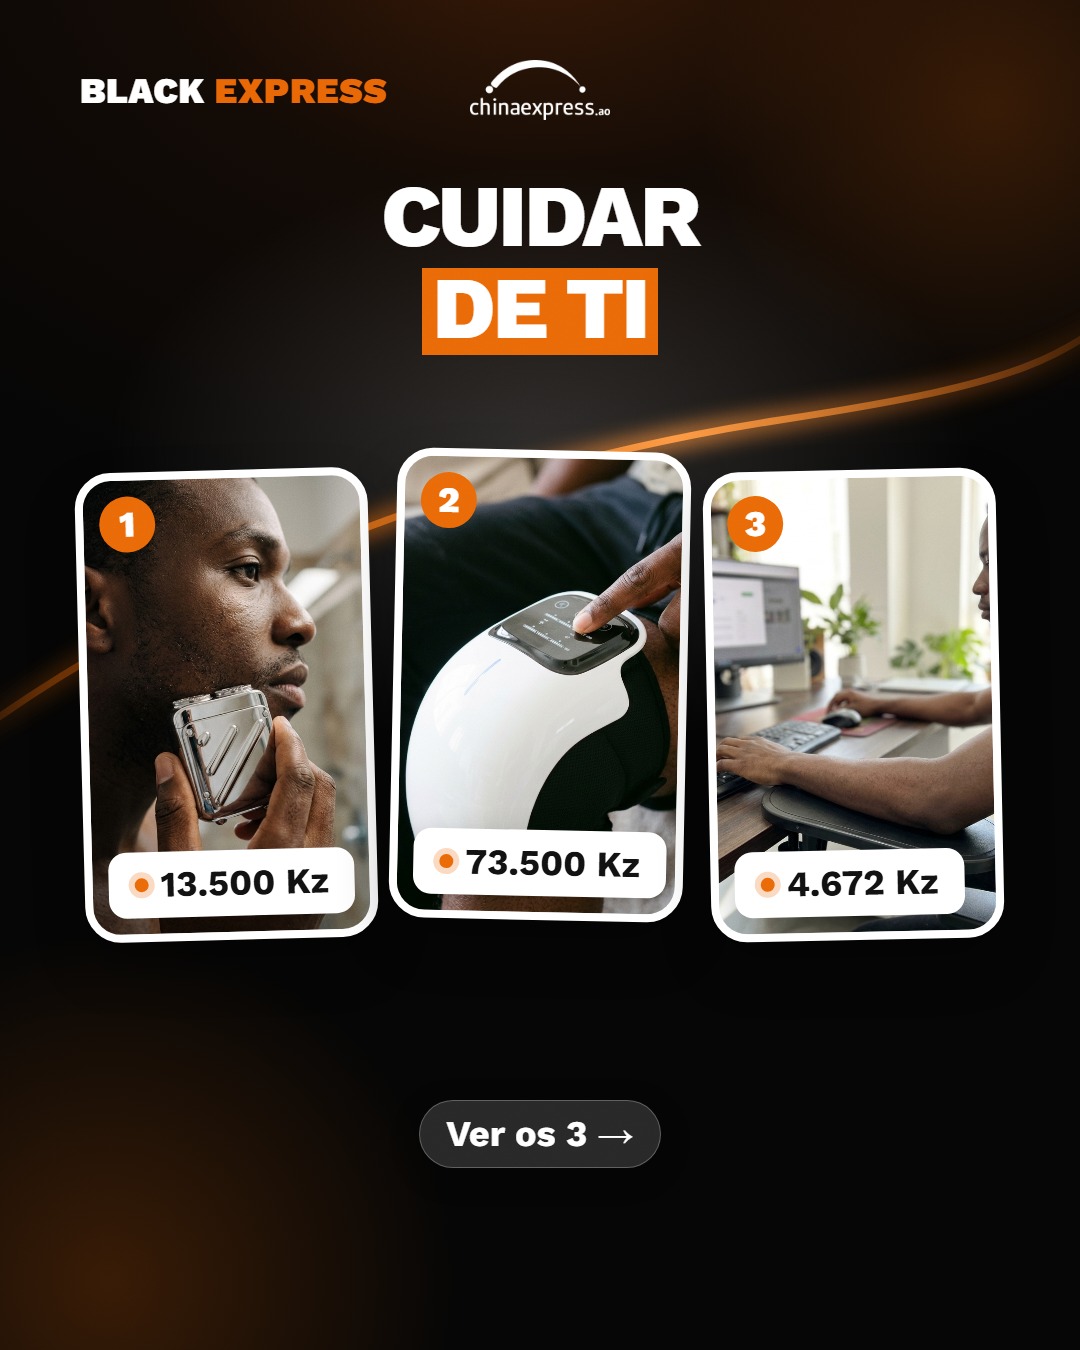 BLACK EXPRESS
chinaexpress.ao
CUIDAR
DE TI
1
2
3
13.500 Kz
73.500 Kz
4.672 Kz
Ver os 3 →